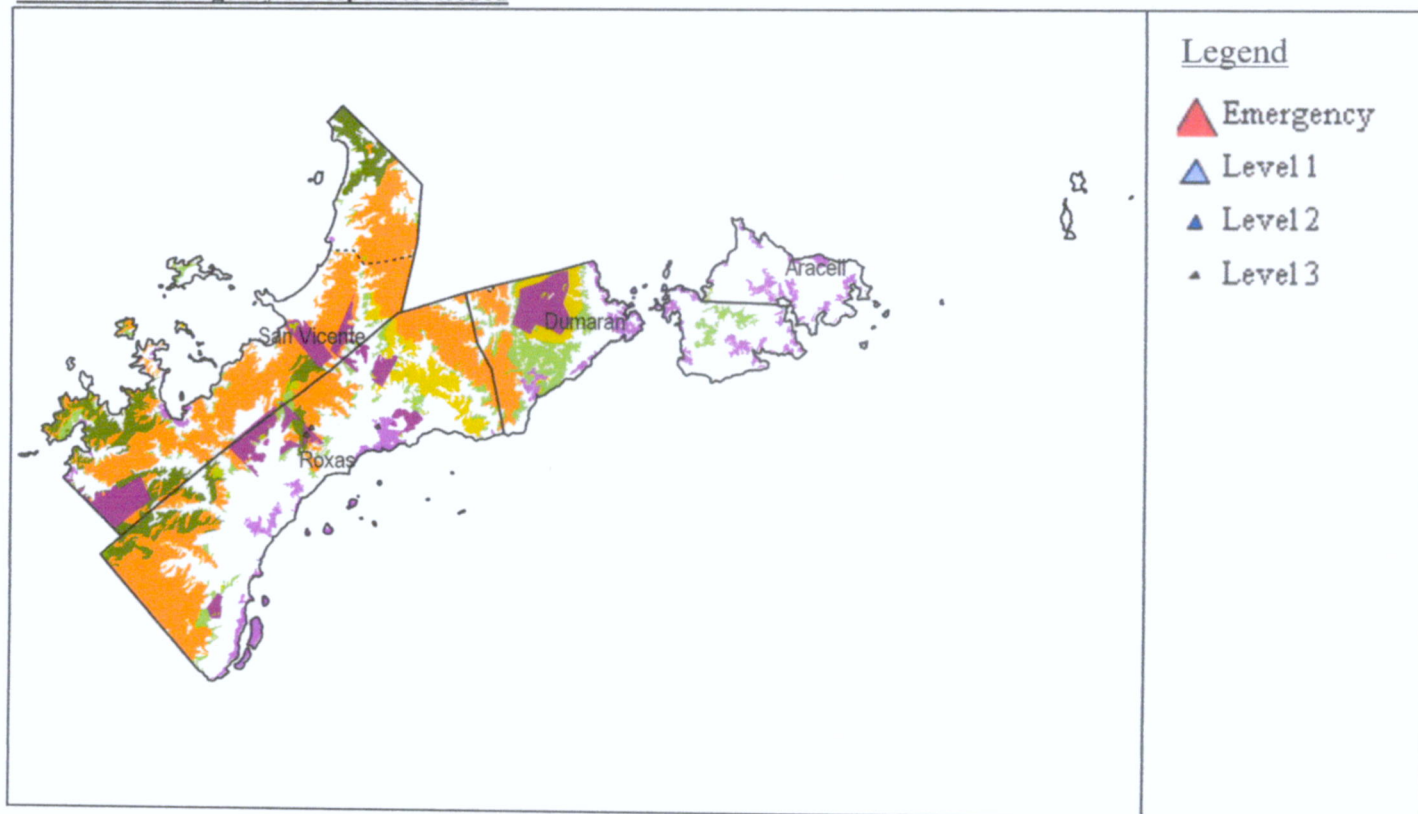 San Vicente
Roxas
Dumaran
Araceli
Legend
Emergency
Level 1
Level 2
Level 3